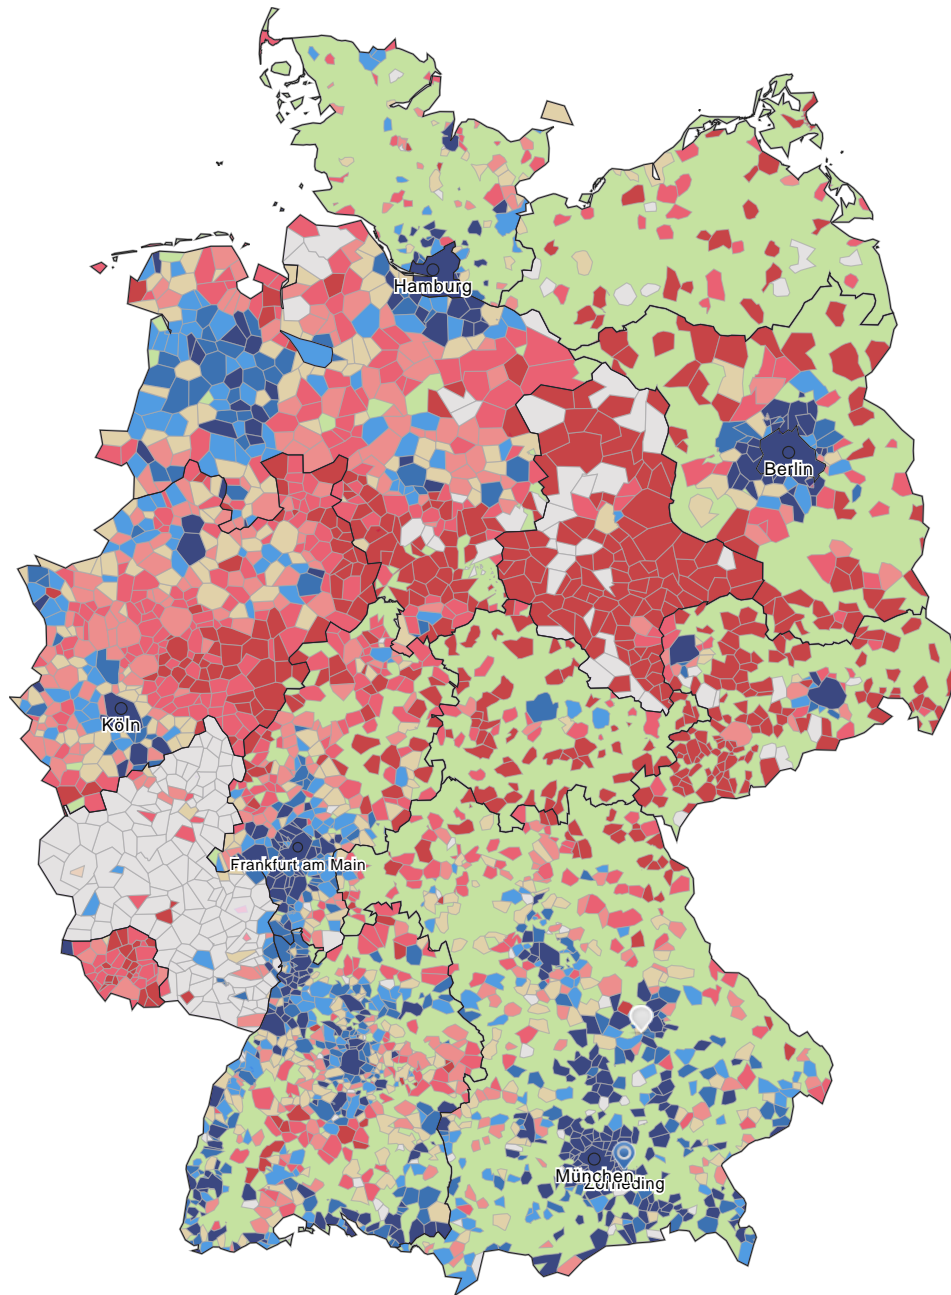 Hamburg
Berlin
Köln
Frankfurt am Main
München
Zorneding